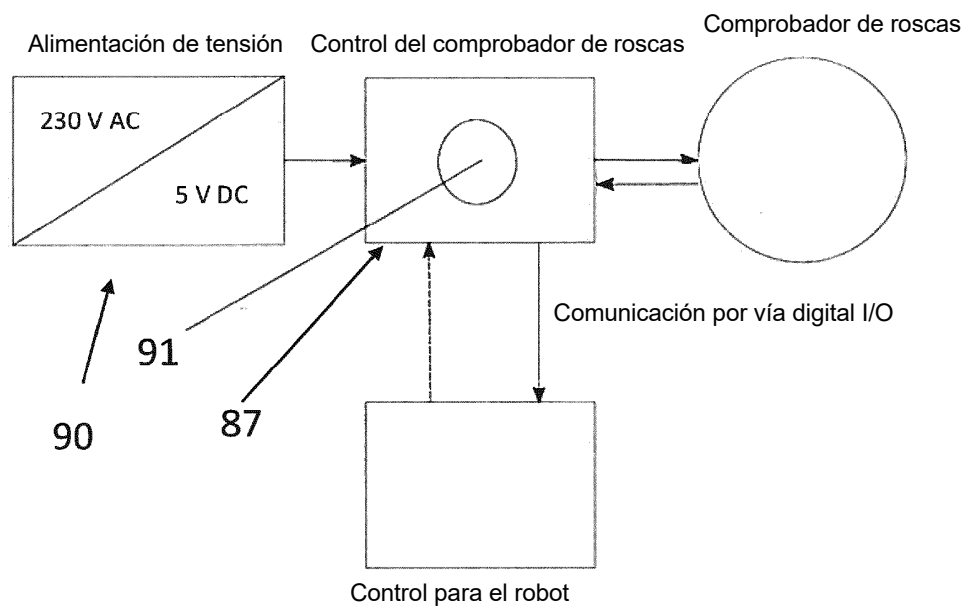 Alimentación de tensión
Control del comprobador de roscas
Comprobador de roscas
230 V AC
5 V DC
Comunicación por vía digital I/O
91
87
90
Control para el robot